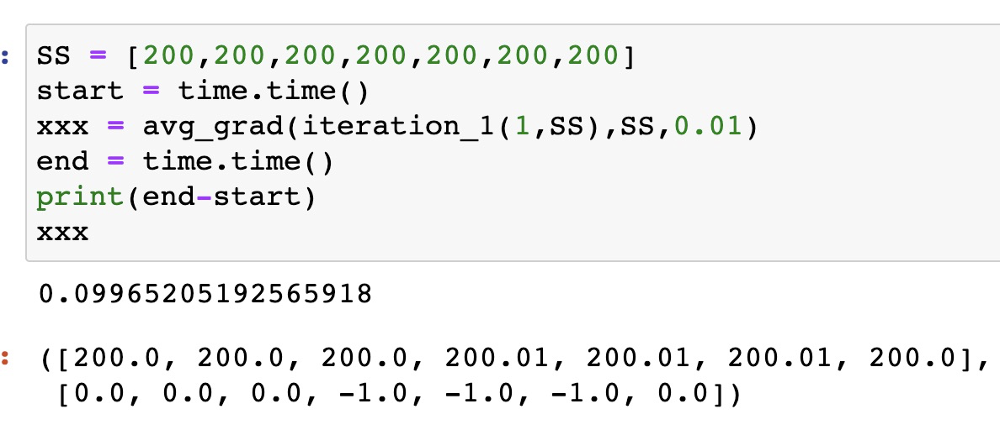 :
SS = [200,200,200,200,200,200,200]
start = time.time()
xxx = avg_grad(iteration_1(1,SS),SS,0.01)
end = time.time()
print(end-start)
xxx
0.09965205192565918
:
([200.0, 200.0, 200.0, 200.01, 200.01, 200.01, 200.0],
[0.0, 0.0, 0.0, -1.0, -1.0, -1.0, 0.0])